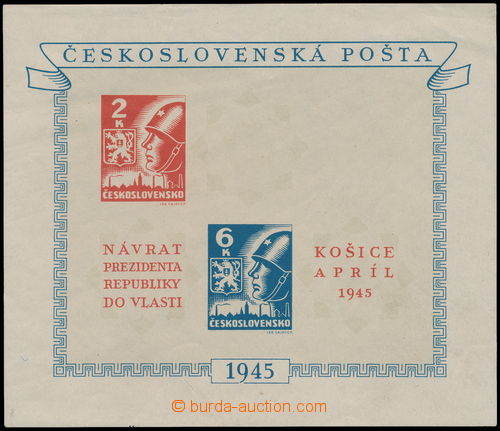 ČESKOSLOVENSKÁ POŠTA
2
K
ČESKOSLOVENSKO
NÁVRAT
PREZIDENTA
REPUBLIKY
DO VLASTI
6
K
ČESKOSLOVENSKO
KOŠICE
APRÍL
1945
1945
© burda-auction.com